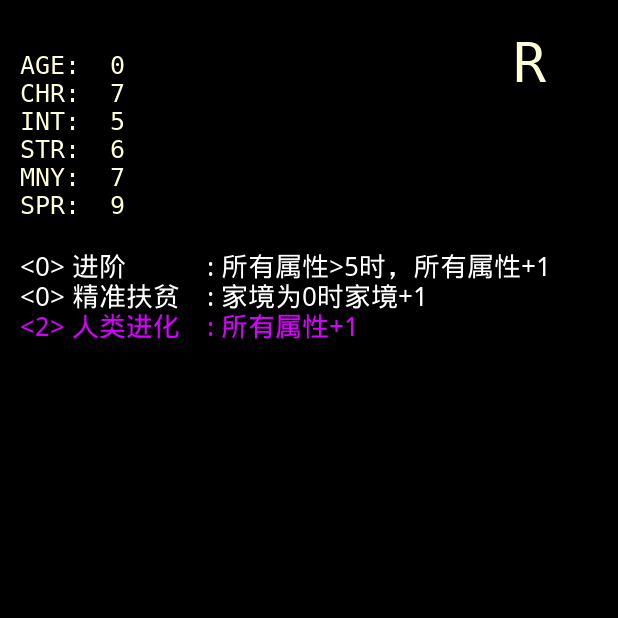 R
AGE: 0
CHR: 7
INT: 5
STR: 6
MNY: 7
SPR: 9
<0> 进阶 : 所有属性>5时，所有属性+1
<0> 精准扶贫 : 家境为0时家境+1
<2> 人类进化 : 所有属性+1